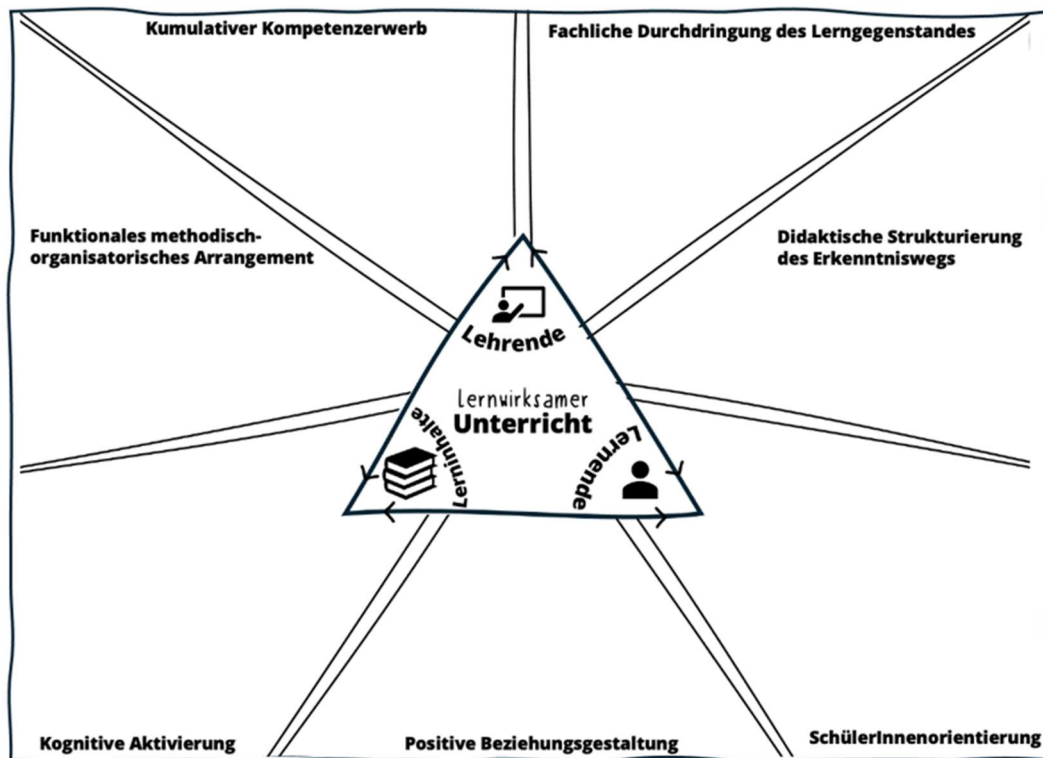 Kumulativer Kompetenzerwerb
Fachliche Durchdringung des Lerngegenstandes
Funktionales methodisch-
organisatorisches Arrangement
Didaktische Strukturierung
des Erkenntniswegs
Lehrende
Lernwirksamer
Unterricht
Lerninhalte
Lernende
Kognitive Aktivierung
Positive Beziehungsgestaltung
SchülerInnenorientierung